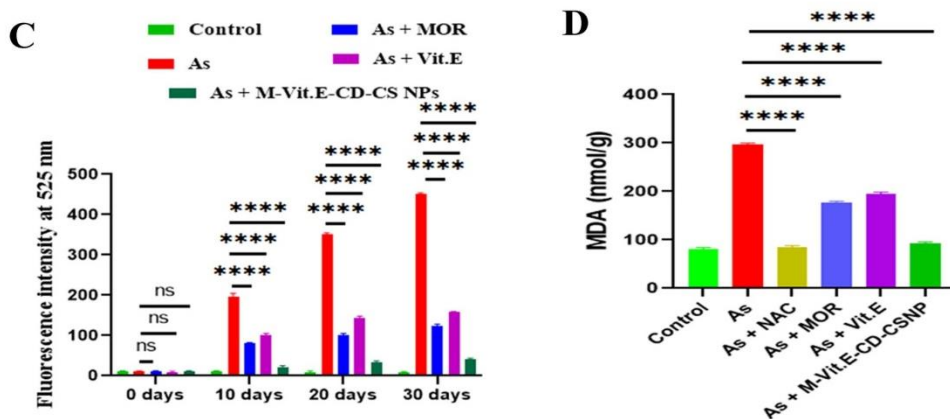 C
Control
As + MOR
As
As + Vit.E
As + M-Vit.E-CD-CS NPs
Fluorescence intensity at 525 nm
500
400
300
200
100
0
ns
ns
ns
****
****
****
****
****
****
****
****
****
0 days
10 days
20 days
30 days
D
****
****
****
****
MDA (nmol/g)
400
300
200
100
0
Control
As
As + NAC
As + MOR
As + Vit.E
As + M-Vit.E-CD-CSNP